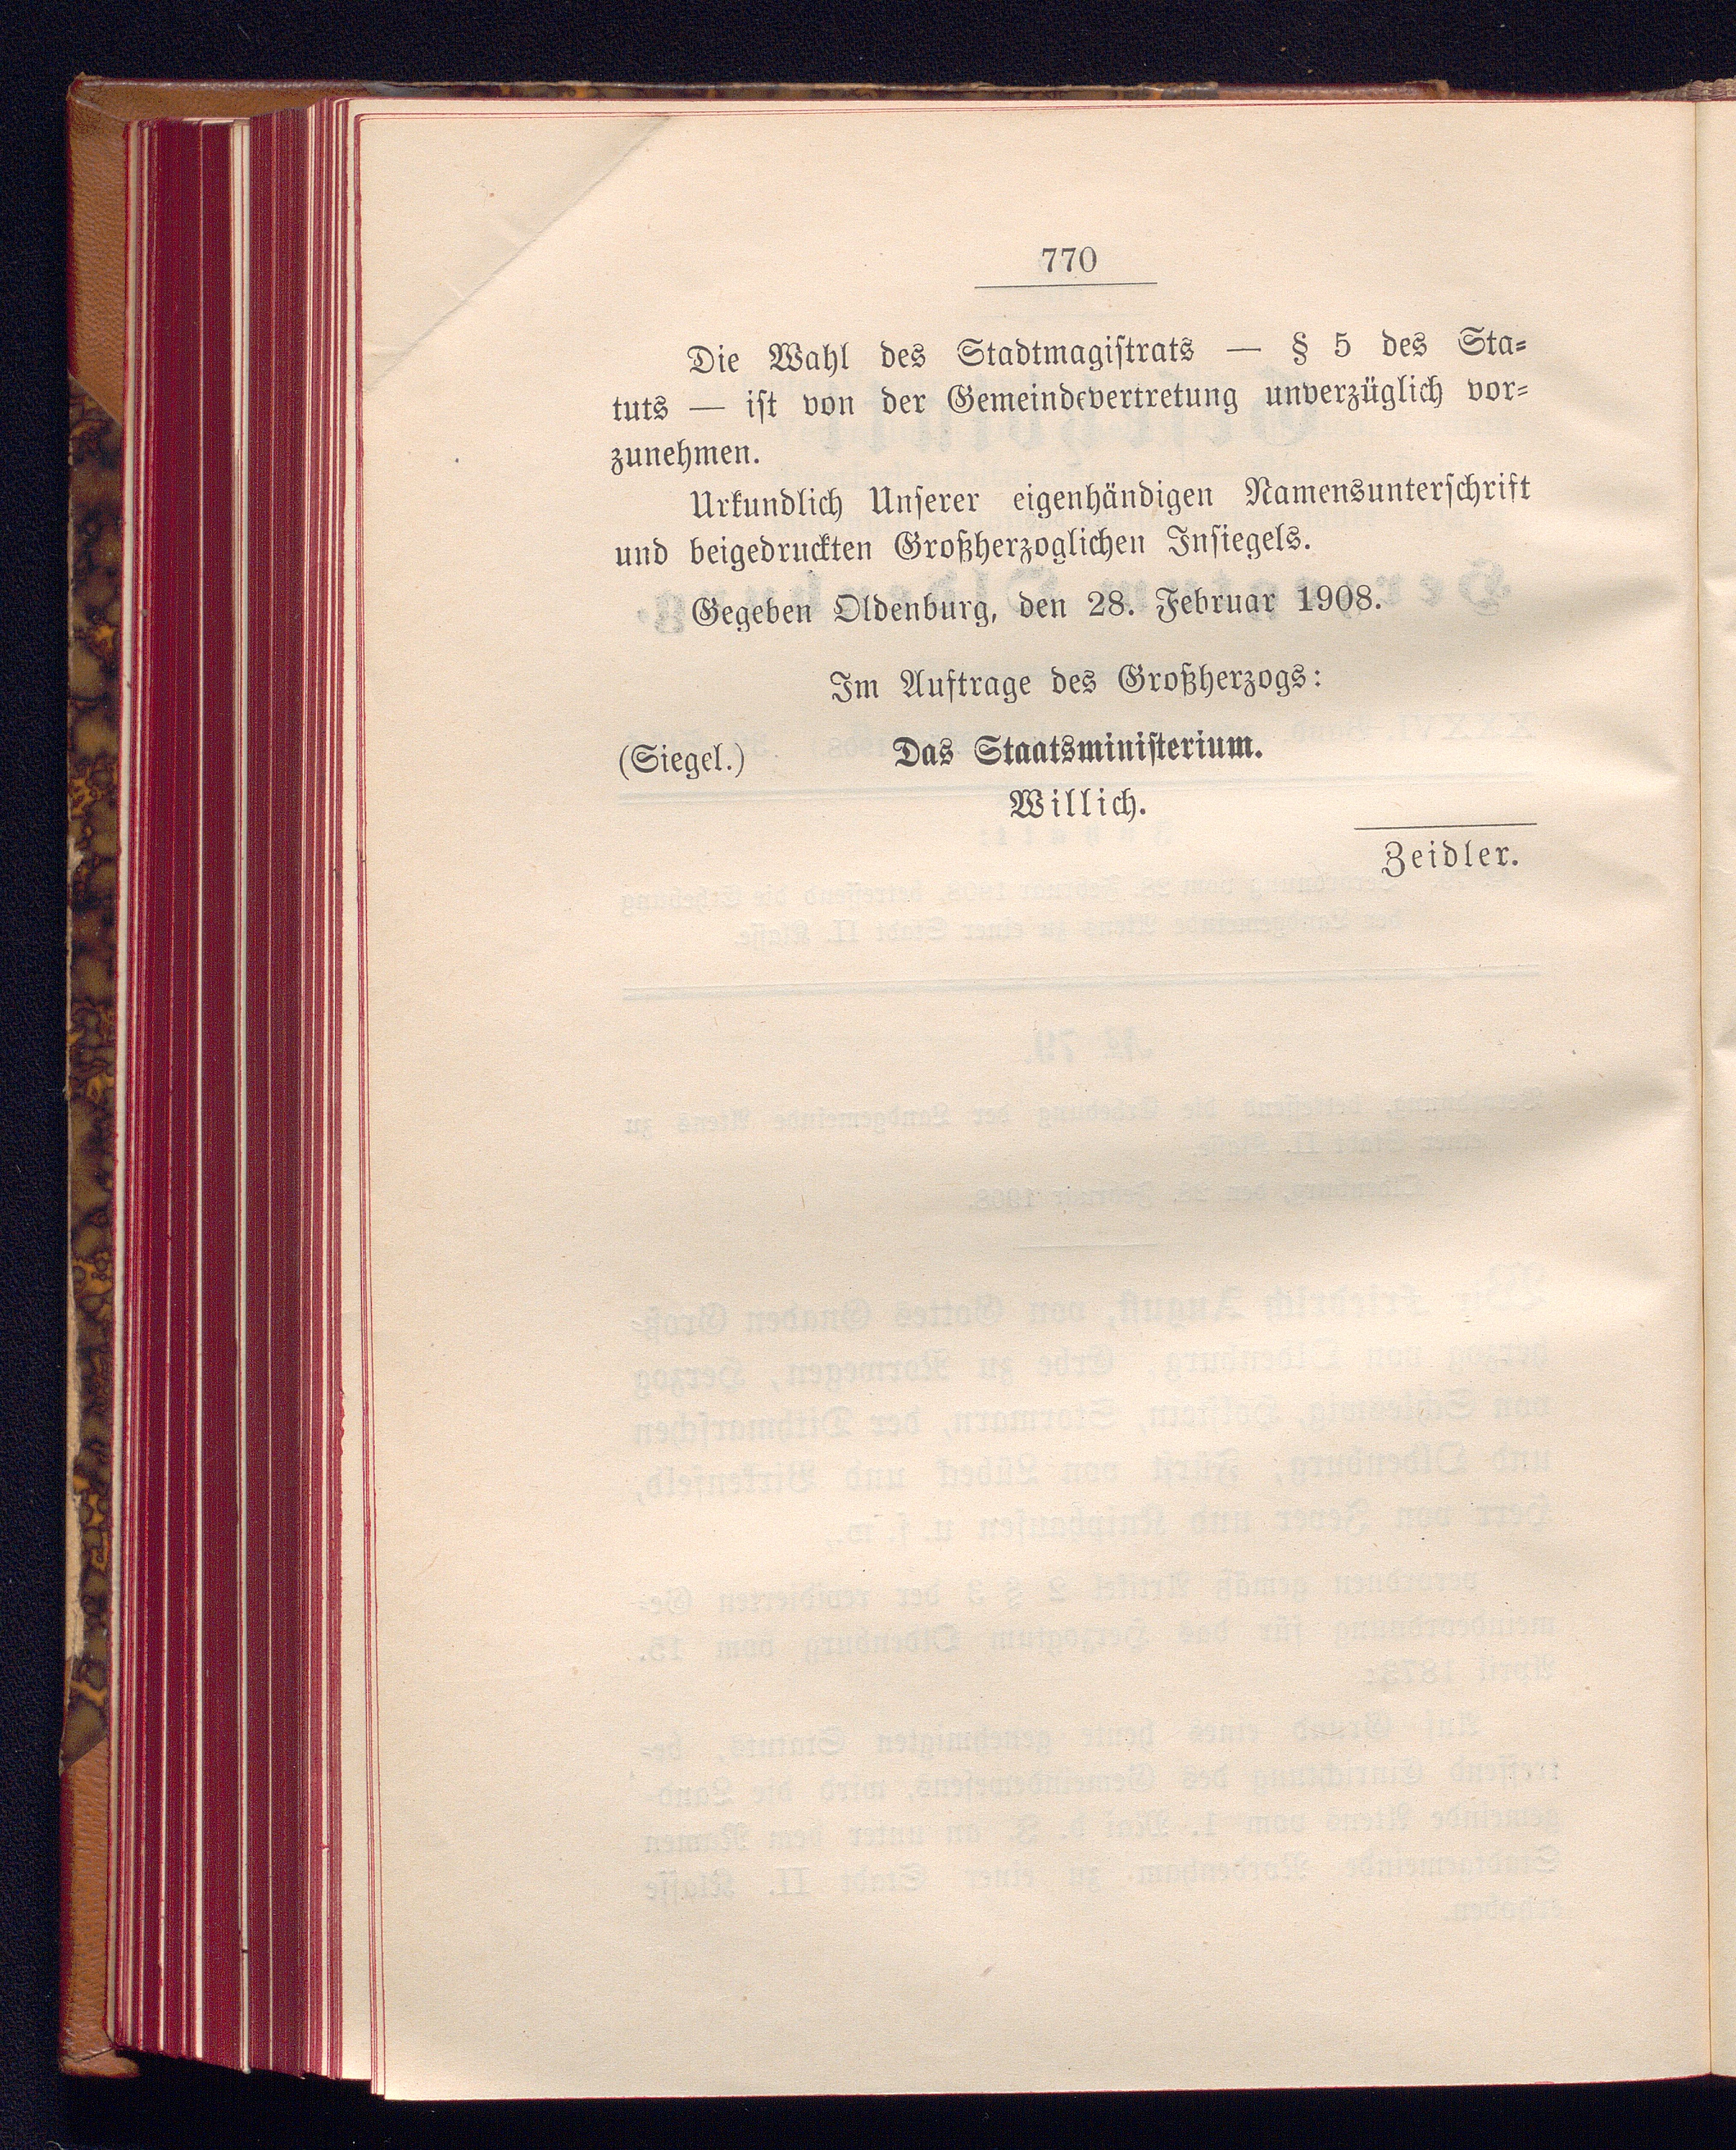 770
Die Wahl des Stadtmagistrats — § 5 des Sta-
tuts — ist von der Gemeindevertretung unverzüglich vor-
zunehmen.
Urkundlich Unserer eigenhändigen Namensunterschrift
und beigedruckten Großherzoglichen Insiegels.
Gegeben Oldenburg, den 28. Februar 1908.
Im Auftrage des Großherzogs:
(Siegel.) Das Staatsministerium.
Willich.
Zeidler.